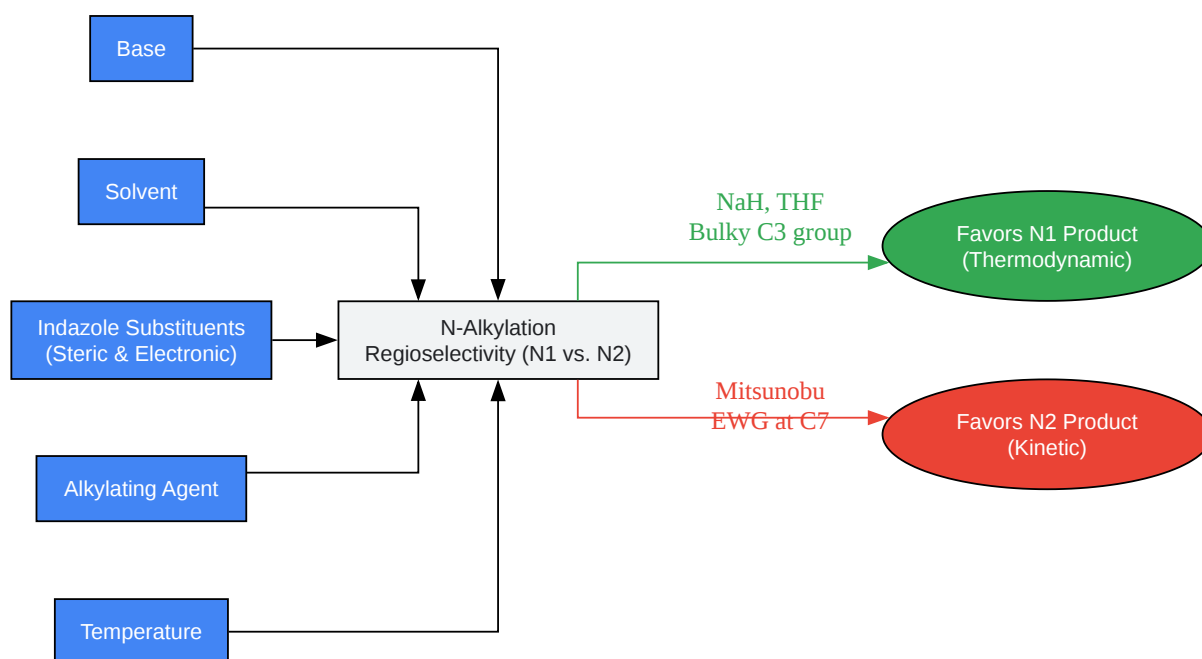 Base
Solvent
Indazole Substituents
(Steric & Electronic)
Alkylating Agent
Temperature
N-Alkylation
Regioselectivity (N1 vs. N2)
NaH, THF
Bulky C3 group
Mitsunobu
EWG at C7
Favors N1 Product
(Thermodynamic)
Favors N2 Product
(Kinetic)